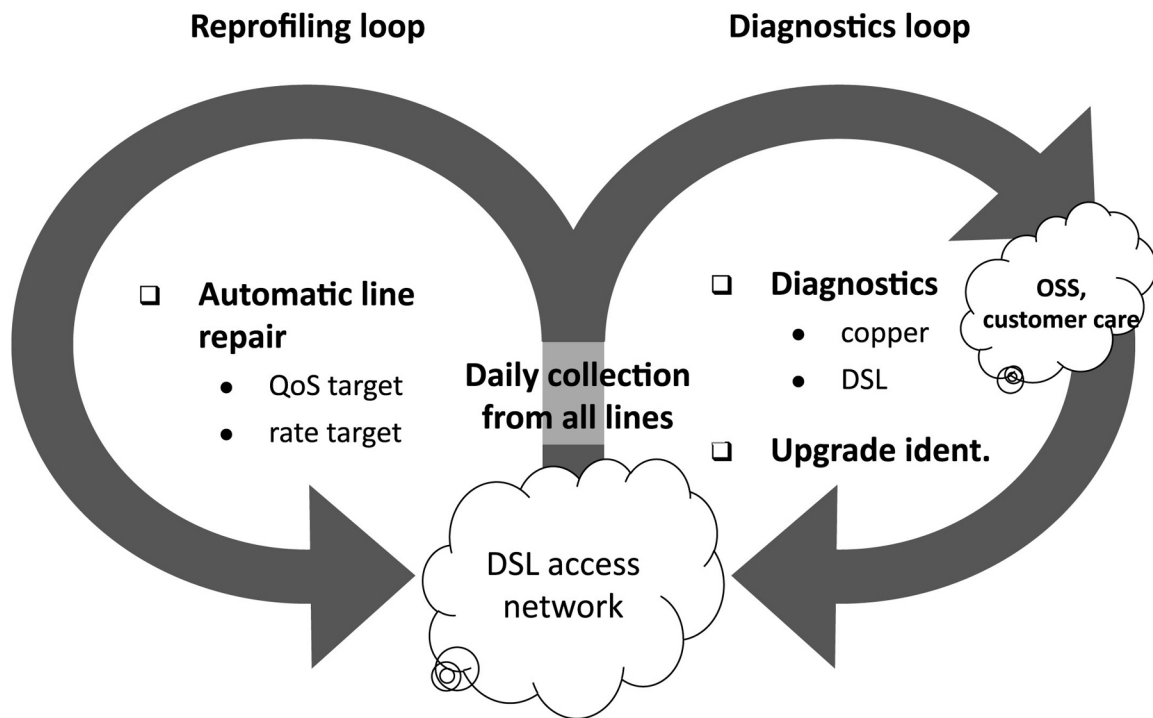 Reprofiling loop
Diagnostics loop
❑ Automatic line
repair
● QoS target
● rate target
Daily collection
from all lines
❑ Diagnostics
● copper
● DSL
❑ Upgrade ident.
OSS,
customer care
DSL access
network